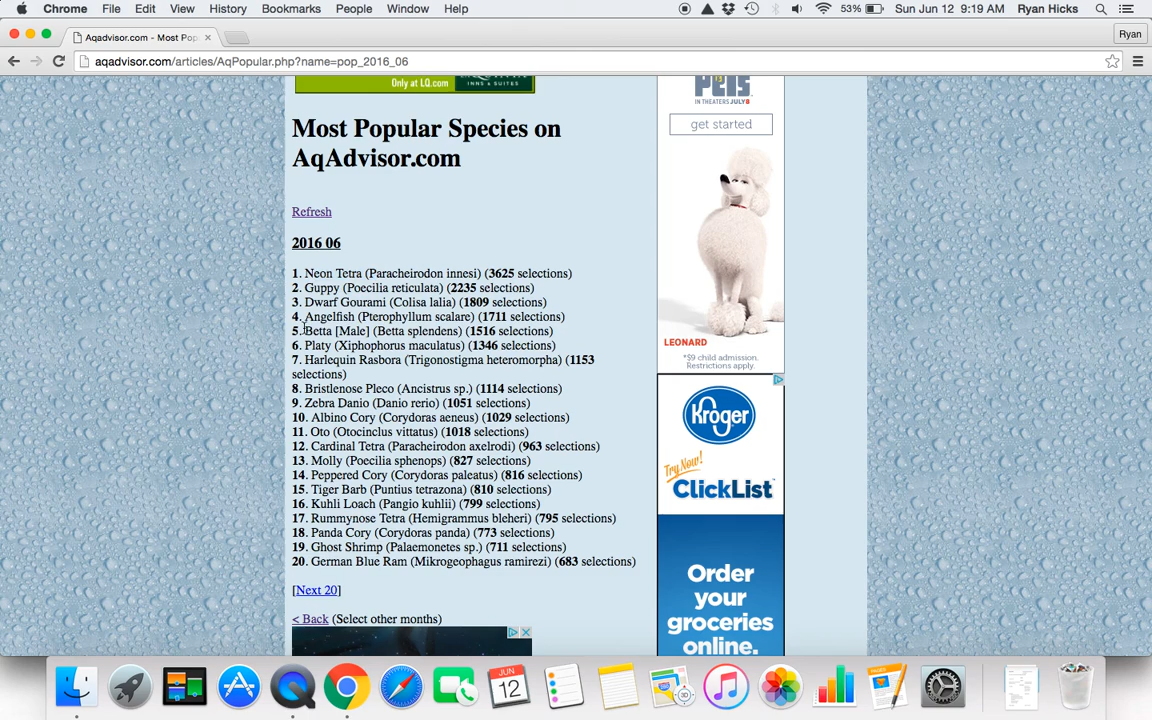 Chrome File Edit View History Bookmarks People Window Help 53% Sun Jun 12 9:19 AM Ryan Hicks
Aqadvisor.com - Most Pop
Ryan
aqadvisor.com/articles/AqPopular.php?name=pop_2016_06
Only at LQ.com
INNS & SUITES
Most Popular Species on
AqAdvisor.com
Refresh
2016 06
1. Neon Tetra (Paracheirodon innesi) (3625 selections)
2. Guppy (Poecilia reticulata) (2235 selections)
3. Dwarf Gourami (Colisa lalia) (1809 selections)
4. Angelfish (Pterophyllum scalare) (1711 selections)
5. Betta [Male] (Betta splendens) (1516 selections)
6. Platy (Xiphophorus maculatus) (1346 selections)
7. Harlequin Rasbora (Trigonostigma heteromorpha) (1153
selections)
8. Bristlenose Pleco (Ancistrus sp.) (1114 selections)
9. Zebra Danio (Danio rerio) (1051 selections)
10. Albino Cory (Corydoras aeneus) (1029 selections)
11. Oto (Otocinclus vittatus) (1018 selections)
12. Cardinal Tetra (Paracheirodon axelrodi) (963 selections)
13. Molly (Poecilia sphenops) (827 selections)
14. Peppered Cory (Corydoras paleatus) (816 selections)
15. Tiger Barb (Puntius tetrazona) (810 selections)
16. Kuhli Loach (Pangio kuhlii) (799 selections)
17. Rummynose Tetra (Hemigrammus bleheri) (795 selections)
18. Panda Cory (Corydoras panda) (773 selections)
19. Ghost Shrimp (Palaemonetes sp.) (711 selections)
20. German Blue Ram (Mikrogeophagus ramirezi) (683 selections)
[Next 20]
< Back (Select other months)
PETS
IN THEATERS JULY 8
get started
LEONARD
*$9 child admission.
Restrictions apply.
Kroger
Try Now!
ClickList
Order
your
groceries
online.
JUN
12
3D
PAGES